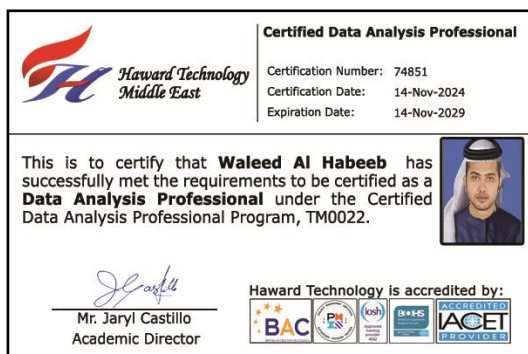 Haward Technology
Middle East
Certified Data Analysis Professional
Certification Number: 74851
Certification Date: 14-Nov-2024
Expiration Date: 14-Nov-2029
This is to certify that Waleed Al Habeeb has
successfully met the requirements to be certified as a
Data Analysis Professional under the Certified
Data Analysis Professional Program, TM0022.
Mr. Jaryl Castillo
Academic Director
Haward Technology is accredited by:
BAC
iosh
BOHS
ACCREDITED
IACET
PROVIDER